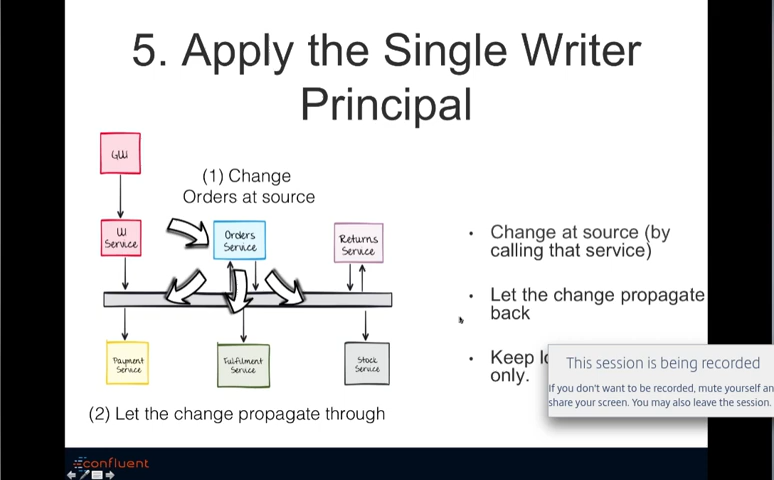 5. Apply the Single Writer
Principal
GUI
(1) Change
Orders at source
UI
Service
Orders
Service
Returns
Service
Change at source (by
calling that service)
Let the change propagate
back
Keep
only.
This session is being recorded
If you don't want to be recorded, mute yourself an
share your screen. You may also leave the session.
Payment
Service
Fulfilment
Service
Stock
Service
(2) Let the change propagate through
confluent